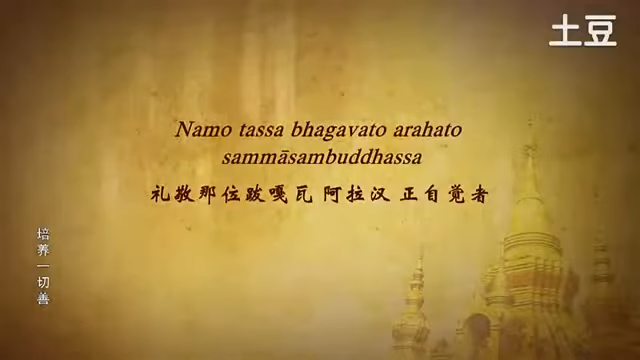 土豆
Namo tassa bhagavato arahato
sammāsambuddhassa
礼敬那位跋嘎瓦 阿拉汉 正自觉者
培养一切善